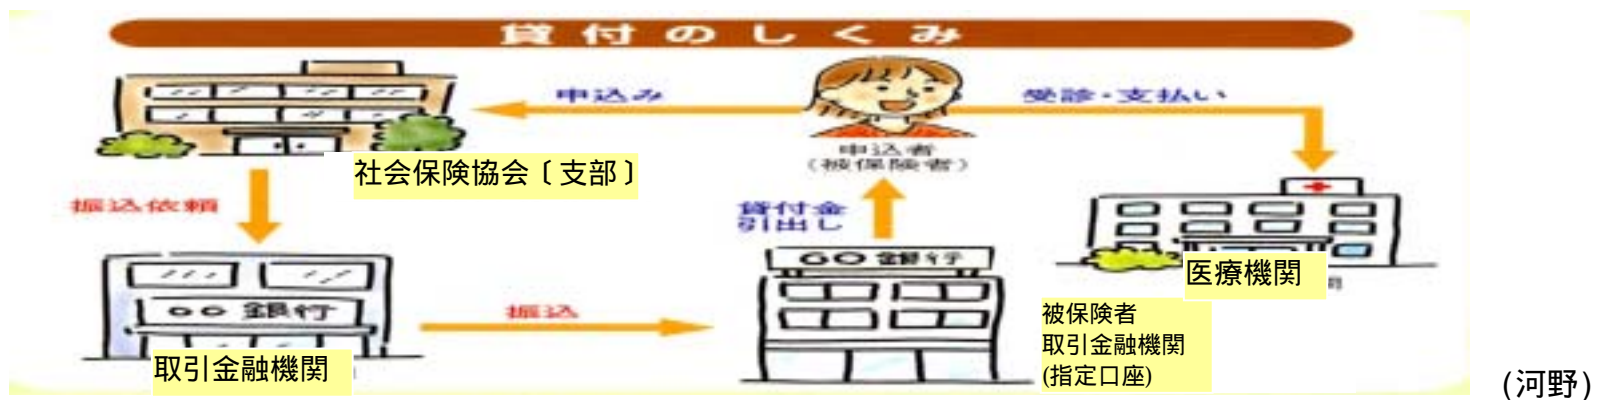 貸付のしくみ
申込み
受診・支払い
申込者
(被保険者)
社会保険協会〔支部〕
振込依頼
貸付金
引出し
○○銀行
医療機関
○○銀行
振込
被保険者
取引金融機関
(指定口座)
取引金融機関
(河野)